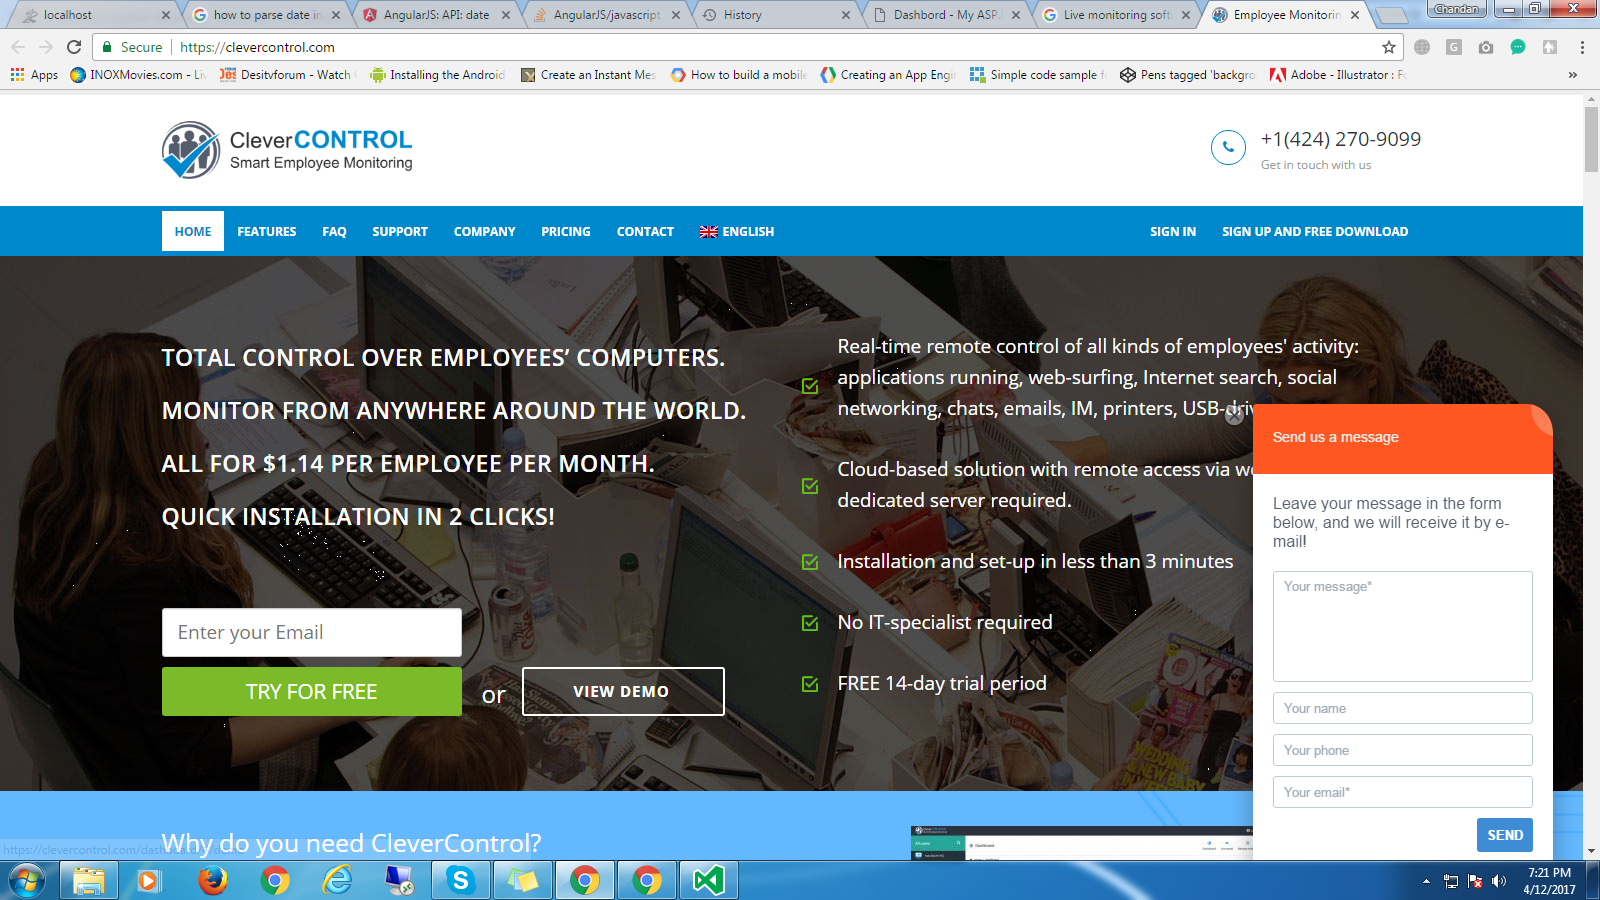 localhost
how to parse date in
AngularJS: API: date
AngularJS/javascript
History
Dashbord - My ASP.
Live monitoring soft
Employee Monitorin
Chandan
Secure
https://clevercontrol.com
Apps
INOXMovies.com - Li
Desitvforum - Watch
Installing the Android
Create an Instant Mes
How to build a mobile
Creating an App Engi
Simple code sample f
Pens tagged 'backgro
Adobe - Illustrator : F
CleverCONTROL
Smart Employee Monitoring
+1(424) 270-9099
Get in touch with us
HOME
FEATURES
FAQ
SUPPORT
COMPANY
PRICING
CONTACT
ENGLISH
SIGN IN
SIGN UP AND FREE DOWNLOAD
TOTAL CONTROL OVER EMPLOYEES’ COMPUTERS.
MONITOR FROM ANYWHERE AROUND THE WORLD.
ALL FOR $1.14 PER EMPLOYEE PER MONTH.
QUICK INSTALLATION IN 2 CLICKS!
Enter your Email
TRY FOR FREE
or
VIEW DEMO
Real-time remote control of all kinds of employees' activity:
applications running, web-surfing, Internet search, social
networking, chats, emails, IM, printers, USB-driv
Cloud-based solution with remote access via we
dedicated server required.
Installation and set-up in less than 3 minutes
No IT-specialist required
FREE 14-day trial period
OK!
WEDDING
& NEW BABY
Send us a message
Leave your message in the form
below, and we will receive it by e-
mail!
Your message*
Your name
Your phone
Your email*
SEND
Why do you need CleverControl?
CleverCONTROL
Dashboard
7:21 PM
4/12/2017